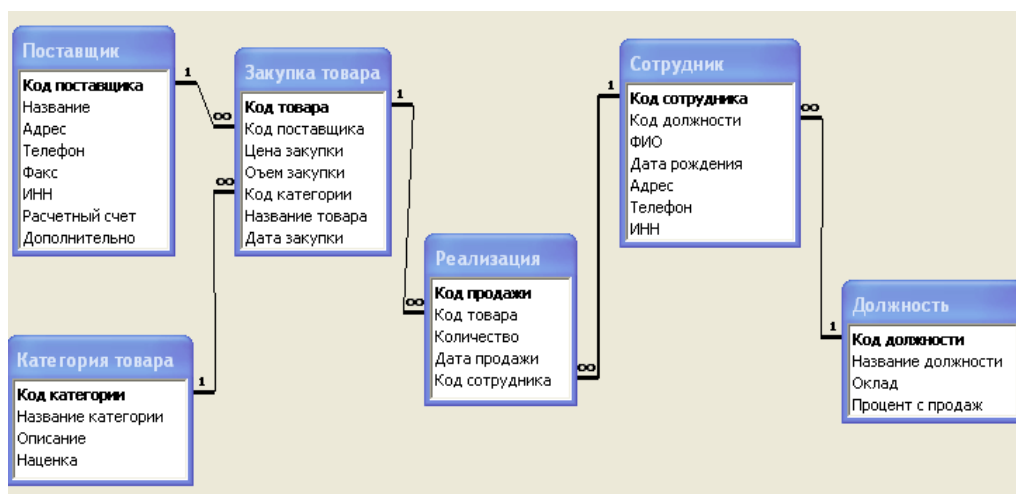 Поставщик
Код поставщика
Название
Адрес
Телефон
Факс
ИНН
Расчетный счет
Дополнительно
1
∞
Закупка товара
Код товара
Код поставщика
Цена закупки
Оъем закупки
Код категории
Название товара
Дата закупки
∞
1
Категория товара
Код категории
Название категории
Описание
Наценка
1
∞
Реализация
Код продажи
Код товара
Количество
Дата продажи
Код сотрудника
∞
1
Сотрудник
Код сотрудника
Код должности
ФИО
Дата рождения
Адрес
Телефон
ИНН
∞
1
Должность
Код должности
Название должности
Оклад
Процент с продаж